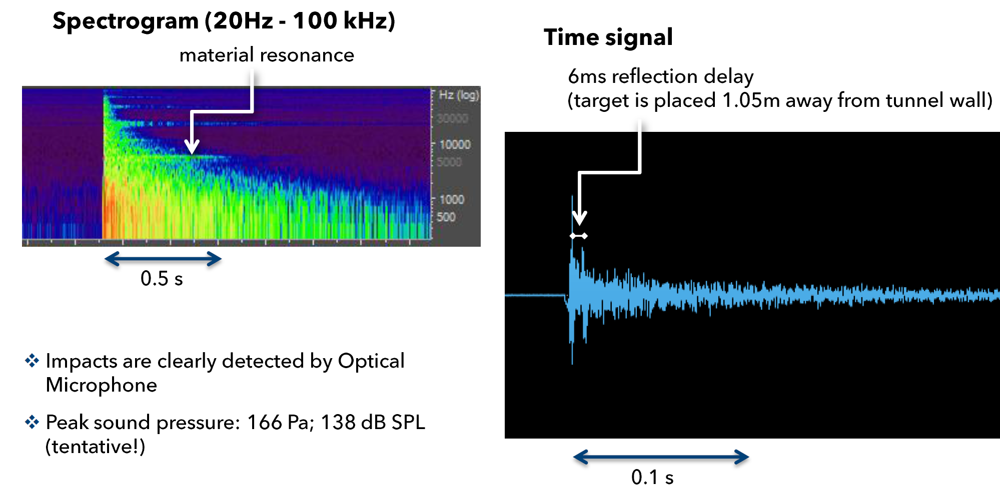 Spectrogram (20Hz - 100 kHz)
material resonance
Hz (log)
30000
10000
5000
1000
500
0.5 s
❖ Impacts are clearly detected by Optical
Microphone
❖ Peak sound pressure: 166 Pa; 138 dB SPL
(tentative!)
Time signal
6ms reflection delay
(target is placed 1.05m away from tunnel wall)
0.1 s